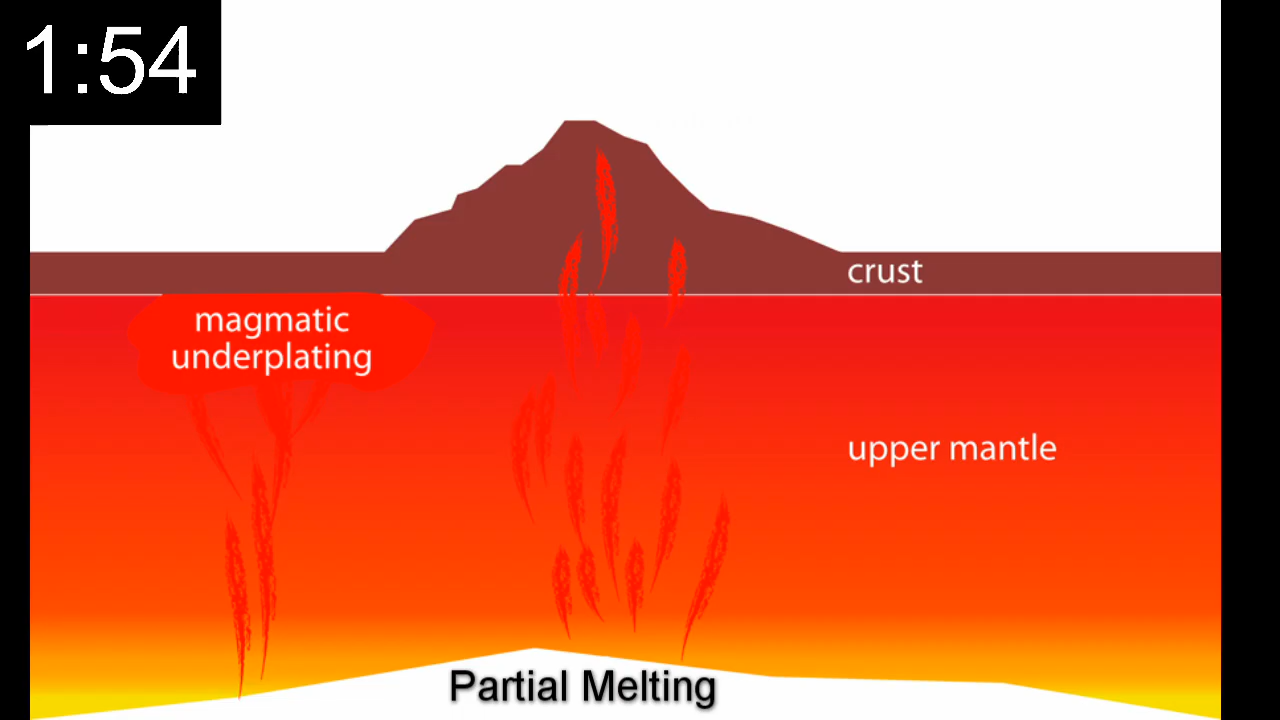 1:54
crust
magmatic
underplating
upper mantle
Partial Melting